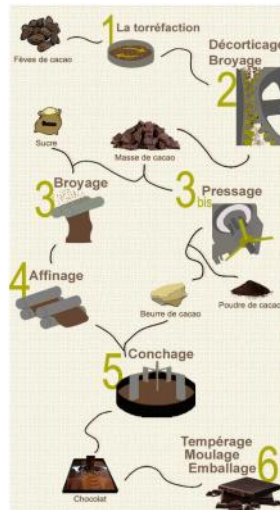 1 La torréfaction
Fèves de cacao
Décorticage
Broyage
2
Sucre
Masse de cacao
3 Broyage
3 bis Pressage
4 Affinage
Beurre de cacao
Poudre de cacao
5 Conchage
Tempérage
Moulage
Emballage
6
Chocolat